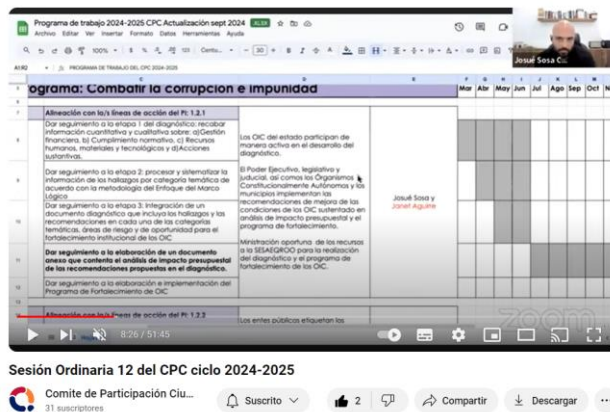 Programa de trabajo 2024-2025 CPC Actualización sept 2024 XLSX
Archivo Editar Ver Insertar Formato Datos Herramientas Ayuda
100%
30
PROGRAMA DE TRABAJO DEL CPC 2024-2025
Josué Sosa C...
ograma: Combatir la corrupción e impunidad
Mar Abr May Jun Jul Ago Sep Oct N
Alineación con la/s líneas de acción del PI: 1.2.1
Dar seguimiento a la etapa 1 del diagnóstico: recabar
información cuantitativa y cualitativa sobre: a)Gestión
financiera, b) Cumplimiento normativo, c) Recursos
humanos, materiales y tecnológicos y d)Acciones
sustantivas.
Dar seguimiento a la etapa 2: procesar y sistematizar la
información de los hallazgos por categoría temática de
acuerdo con la metodología del Enfoque del Marco
Lógico
Dar seguimiento a la etapa 3: Integración de un
documento diagnóstico que incluya los hallazgos y las
recomendaciones en cada una de las categorías
temáticas, áreas de riesgo y de oportunidad para el
fortalecimiento institucional de los OIC
Dar seguimiento a la elaboración de un documento
anexo que contenga el análisis de impacto presupuestal
de las recomendaciones propuestas en el diagnóstico.
Dar seguimiento a la elaboración e implementación del
Programa de Fortalecimiento de OIC
Los OIC del estado participan de
manera activa en el desarrollo del
diagnóstico.
El Poder Ejecutivo, legislativo y
judicial, así como los Organismos
Constitucionalmente Autónomos y los
municipios implementan las
recomendaciones de mejora de las
condiciones de los OIC sustentado en
análisis de impacto presupuestal y el
programa de fortalecimiento.
Ministración oportuna de los recursos
a la SESAEQROO para la realización
del diagnóstico y el programa de
fortalecimiento de los OIC.
Josué Sosa y
Janet Aguirre
Alineación con la/s líneas de acción del PI: 1.2.2
Los entes públicos etiquetan los
zoom
8:26 / 51:45
Sesión Ordinaria 12 del CPC ciclo 2024-2025
Comite de Participación Ciu...
31 suscriptores
Suscrito
2
Compartir
Descargar